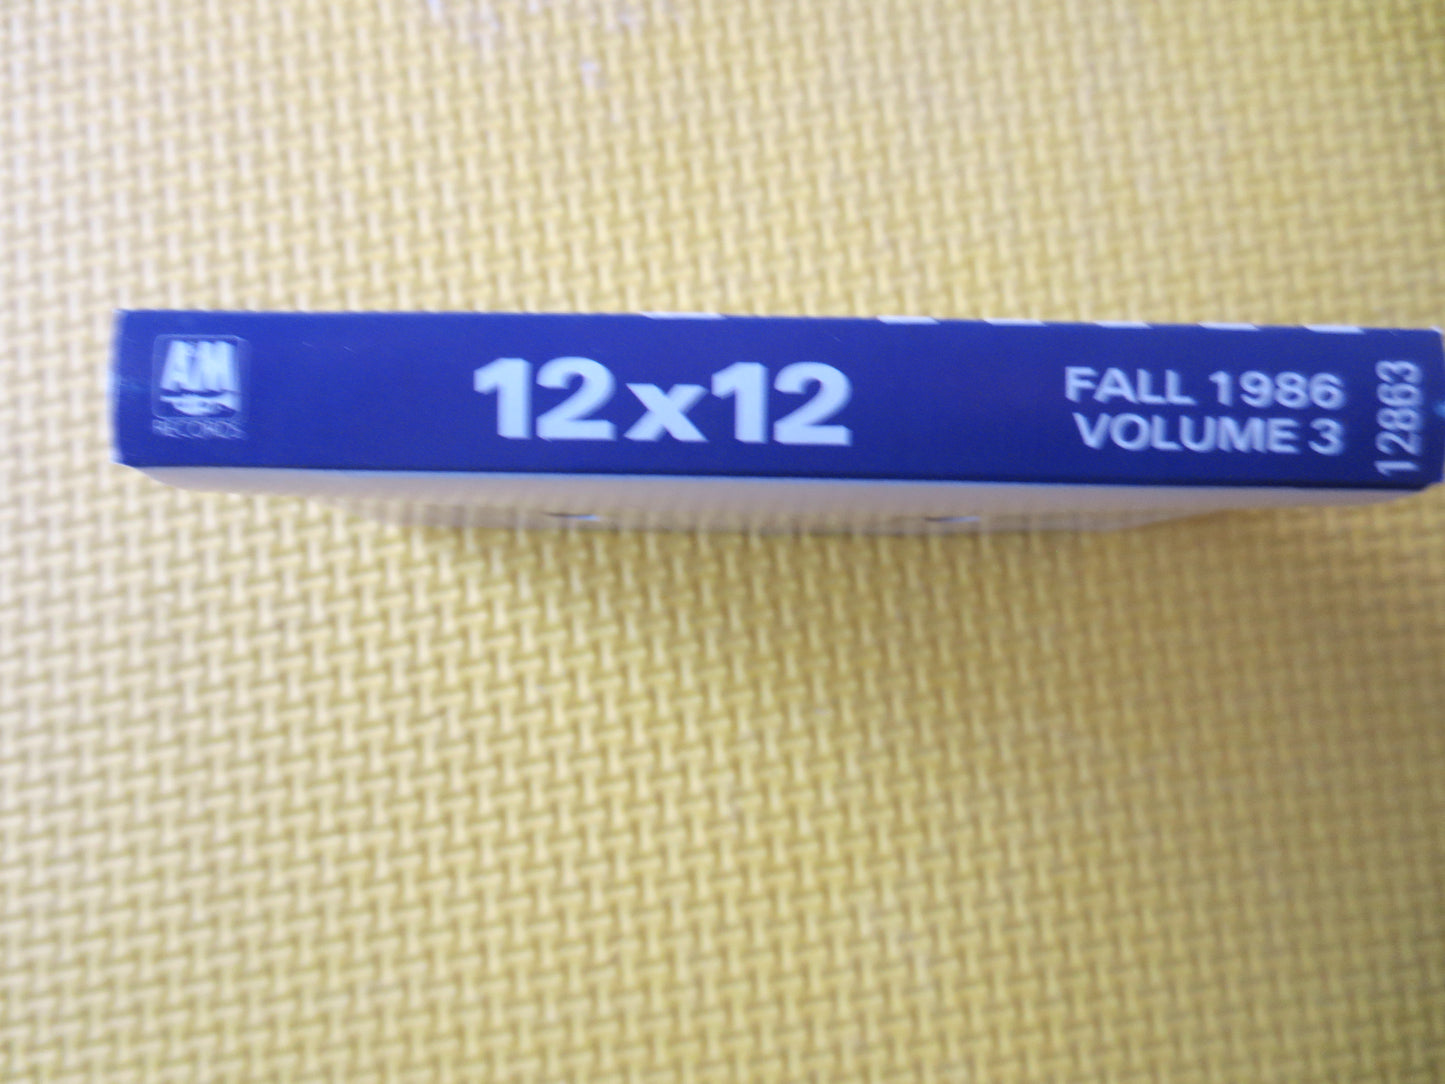 A&M
RECORDS
12x12
FALL 1986
VOLUME 3
12863